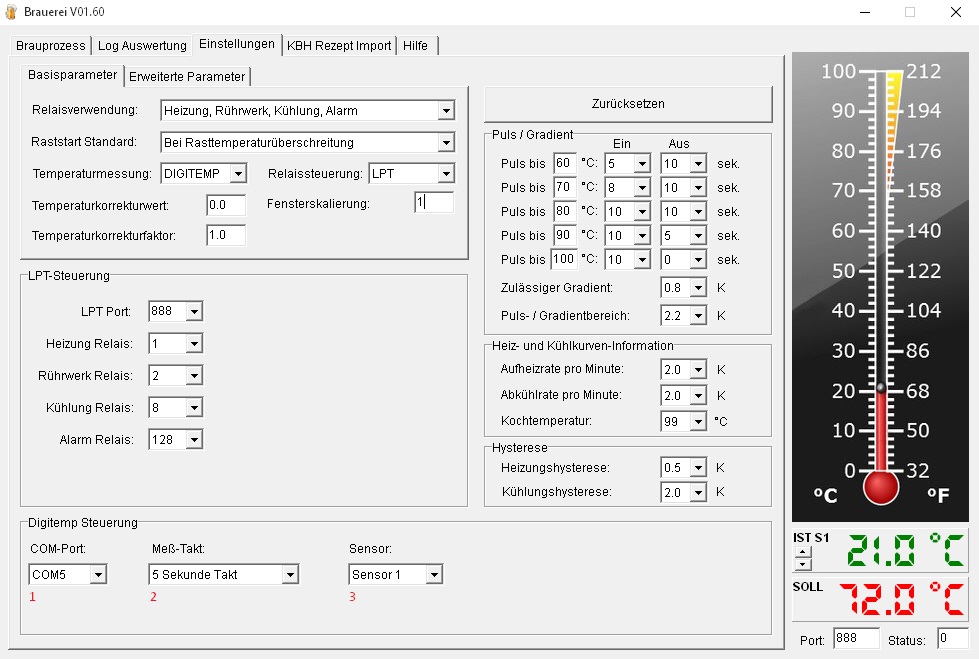 Brauerei V01.60
Brauprozess Log Auswertung Einstellungen KBH Rezept Import Hilfe
Basisparameter Erweiterte Parameter
Relaisverwendung: Heizung, Rührwerk, Kühlung, Alarm
Raststart Standard: Bei Rasttemperaturüberschreitung
Temperaturmessung: DIGITEMP Relaissteuerung: LPT
Temperaturkorrekturwert: 0.0 Fensterskalierung: 1
Temperaturkorrekturfaktor: 1.0
LPT-Steuerung
LPT Port: 888
Heizung Relais: 1
Rührwerk Relais: 2
Kühlung Relais: 8
Alarm Relais: 128
Zurücksetzen
Puls / Gradient
Ein Aus
Puls bis 60 °C: 5 10 sek.
Puls bis 70 °C: 8 10 sek.
Puls bis 80 °C: 10 10 sek.
Puls bis 90 °C: 10 5 sek.
Puls bis 100 °C: 10 0 sek.
Zulässiger Gradient: 0.8 K
Puls- / Gradientbereich: 2.2 K
Heiz- und Kühlkurven-Information
Aufheizrate pro Minute: 2.0 K
Abkühlrate pro Minute: 2.0 K
Kochtemperatur: 99 °C
Hysterese
Heizungshysterese: 0.5 K
Kühlungshysterese: 2.0 K
Digitemp Steuerung
COM-Port: Meß-Takt: Sensor:
COM5 5 Sekunde Takt Sensor 1
1 2 3
100 212
90 194
80 176
70 158
60 140
50 122
40 104
30 86
20 68
10 50
0 32
°C °F
IST S1 21.0 °C
SOLL 72.0 °C
Port: 888 Status: 0